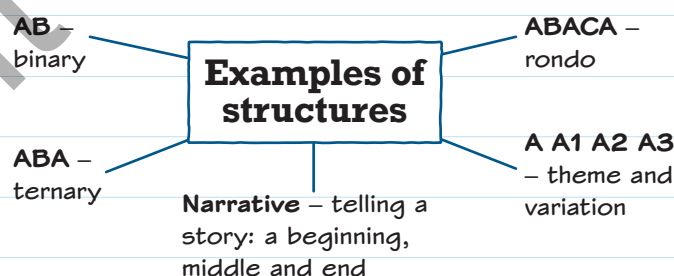 AB –
binary
ABACA –
rondo
Examples of
structures
ABA –
ternary
A A1 A2 A3
– theme and
variation
Narrative – telling a
story: a beginning,
middle and end